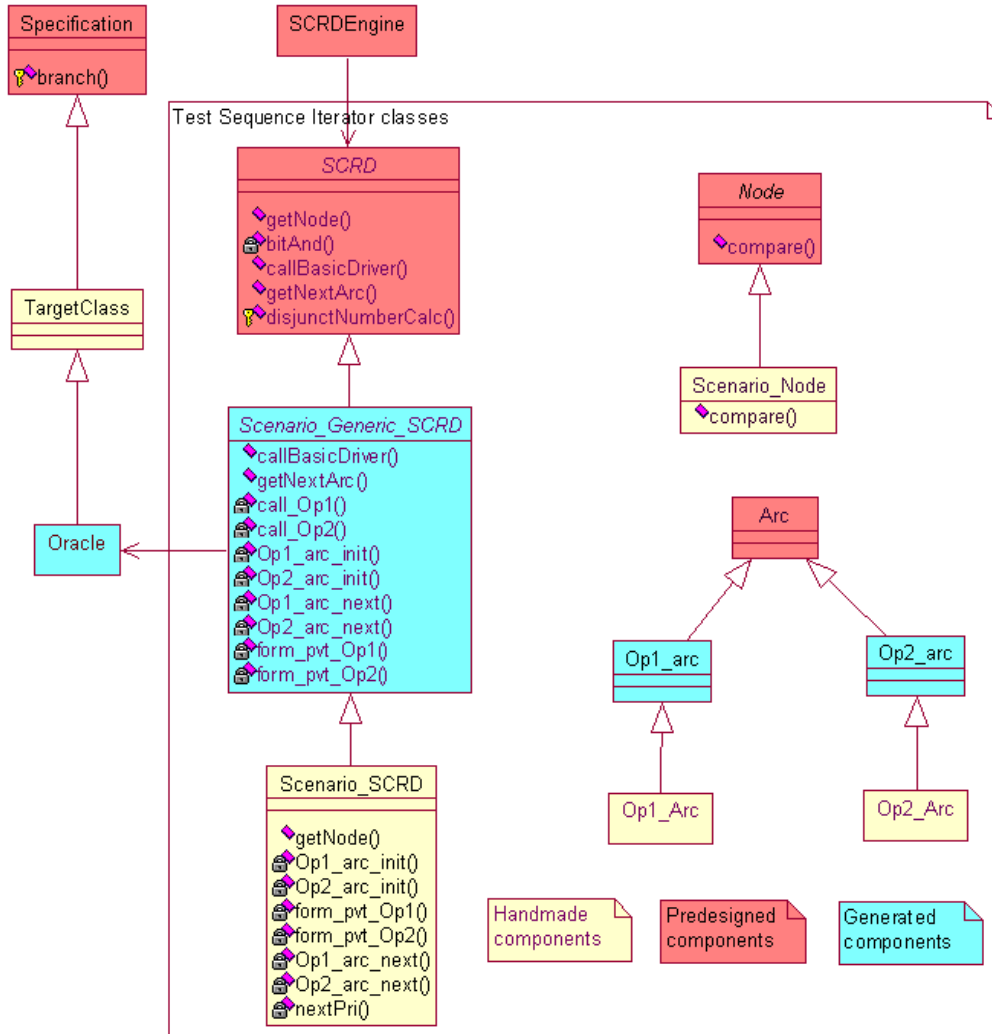 Specification
branch()
SCRDEngine
Test Sequence Iterator classes
SCRD
getNode()
bitAnd()
callBasicDriver()
getNextArc()
disjunctNumberCalc()
Node
compare()
TargetClass
Scenario_Node
compare()
Scenario_Generic_SCRD
callBasicDriver()
getNextArc()
call_Op1()
call_Op2()
Op1_arc_init()
Op2_arc_init()
Op1_arc_next()
Op2_arc_next()
form_pvt_Op1()
form_pvt_Op2()
Oracle
Arc
Op1_arc
Op2_arc
Scenario_SCRD
getNode()
Op1_arc_init()
Op2_arc_init()
form_pvt_Op1()
form_pvt_Op2()
Op1_arc_next()
Op2_arc_next()
nextPri()
Op1_Arc
Op2_Arc
Handmade
components
Predesigned
components
Generated
components